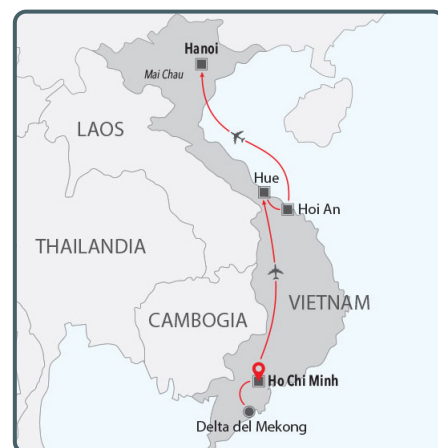 Hanoi
Mai Chau
LAOS
Hue
Hoi An
THAILANDIA
VIETNAM
CAMBOGIA
Ho Chi Minh
Delta del Mekong